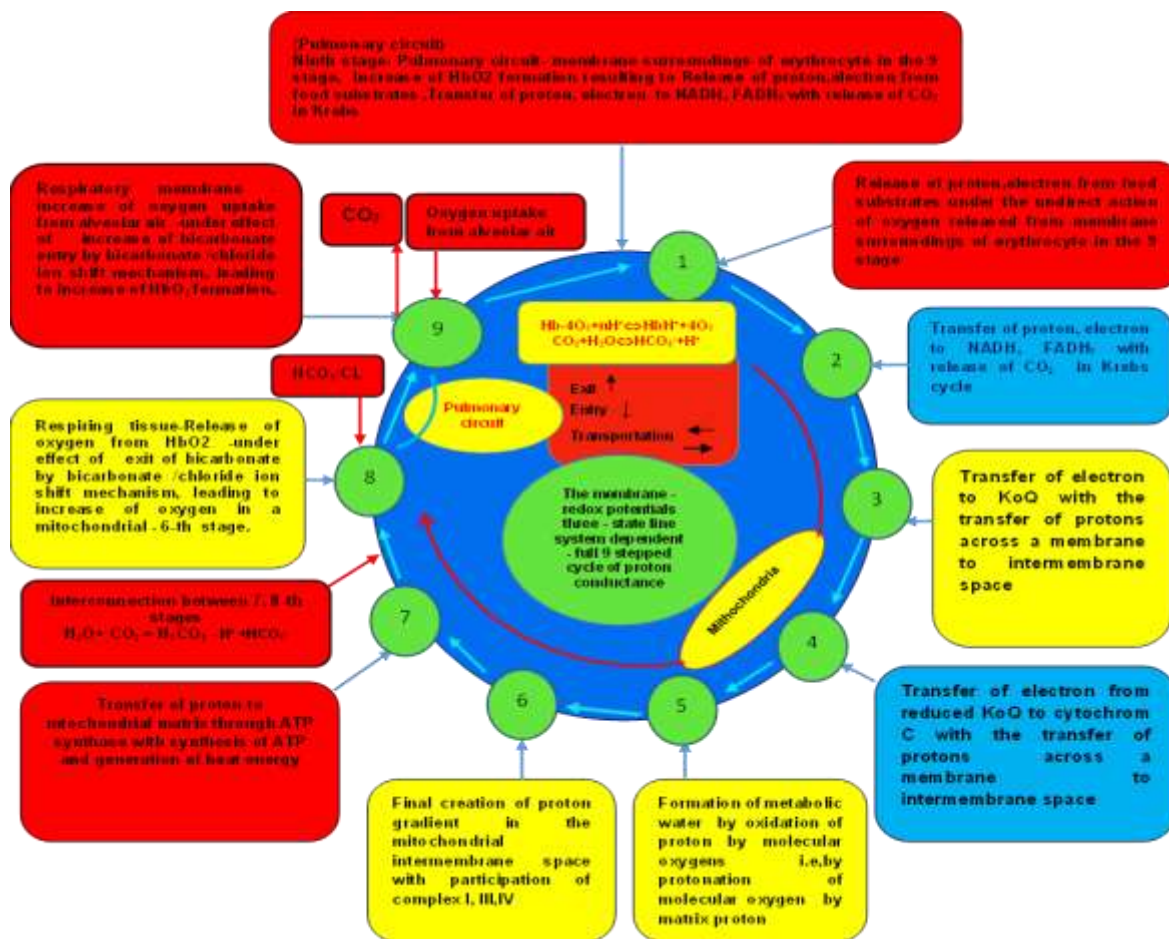 (Pulmonary circuit)
Ninth stage- Pulmonary circuit- membrane surroundings of erythrocyte in the 9
stage. Increase of HbO2 formation resulting to Release of proton,electron from
food substrates .Transfer of proton, electron to NADH, FADH₂ with release of CO₂
in Krebs
Respiratory membrane -
increase of oxygen uptake
from alveolar air -under effect
of increase of bicarbonate
entry by bicarbonate /chloride
ion shift mechanism, leading
to increase of HbO₂ formation.
CO₂
Oxygen uptake
from alveolar air
Release of proton,electron from food
substrates under the undirect action
of oxygen released from membrane
surroundings of erythrocyte in the 9
stage
1
9
2
Hb-4O₂+nH⁺⇔HbH⁺+4O₂
CO₂+H₂O⇔HCO₃⁻+H⁺
Exit
Entry
Transportation
Pulmonary
circuit
Transfer of proton, electron
to NADH, FADH₂ with
release of CO₂ in Krebs
cycle
HCO₃⁻CL
Respiring tissue-Release of
oxygen from HbO2 -under
effect of exit of bicarbonate
by bicarbonate /chloride ion
shift mechanism, leading to
increase of oxygen in a
mitochondrial - 6-th stage.
8
The membrane -
redox potentials
three - state line
system dependent
- full 9 stepped
cycle of proton
conductance
3
Transfer of electron
to KoQ with the
transfer of protons
across a membrane
to intermembrane
space
Interconnection between 7, 8-th
stages
H₂O+ CO₂ = H₂CO₃ H⁺+HCO₃⁻
7
Mithochondria
4
Transfer of proton to
mitochondrial matrix through ATP
synthase with synthesis of ATP
and generation of heat energy
6
5
Transfer of electron from
reduced KoQ to cytochrom
C with the transfer of
protons across a
membrane to
intermembrane space
Final creation of proton
gradient in the
mitochondrial
intermembrane space
with participation of
complex I, III,IV
Formation of metabolic
water by oxidation of
proton by molecular
oxygens i.e,by
protonation of
molecular oxygen by
matrix proton